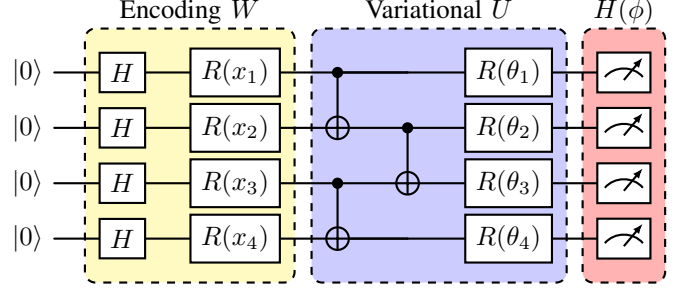 Encoding W Variational U H(ϕ)
|0⟩ H R(x₁) R(θ₁)
|0⟩ H R(x₂) R(θ₂)
|0⟩ H R(x₃) R(θ₃)
|0⟩ H R(x₄) R(θ₄)